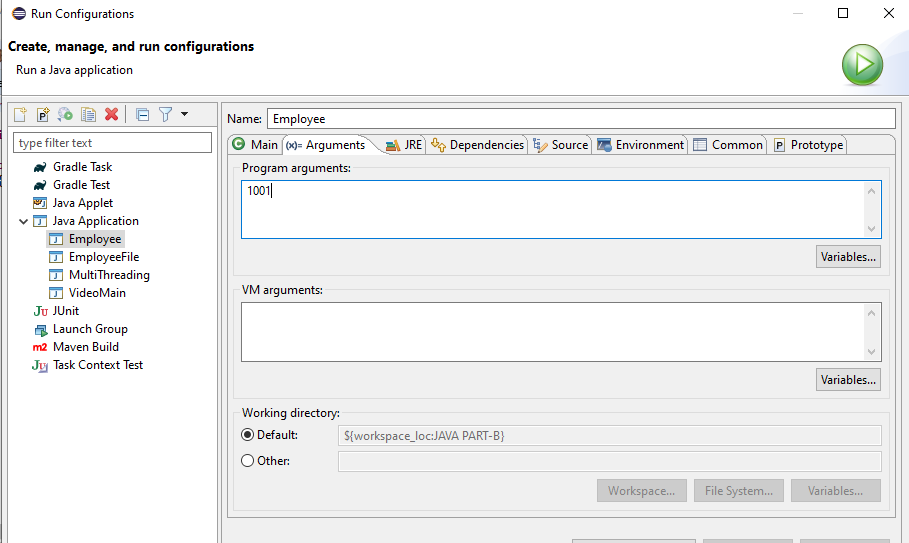 Run Configurations
Create, manage, and run configurations
Run a Java application
type filter text
Gradle Task
Gradle Test
Java Applet
Java Application
Employee
EmployeeFile
MultiThreading
VideoMain
JUnit
Launch Group
Maven Build
Task Context Test
Name: Employee
Main (x)= Arguments JRE Dependencies Source Environment Common Prototype
Program arguments:
1001
Variables...
VM arguments:
Variables...
Working directory:
Default: ${workspace_loc:JAVA PART-B}
Other:
Workspace... File System... Variables...